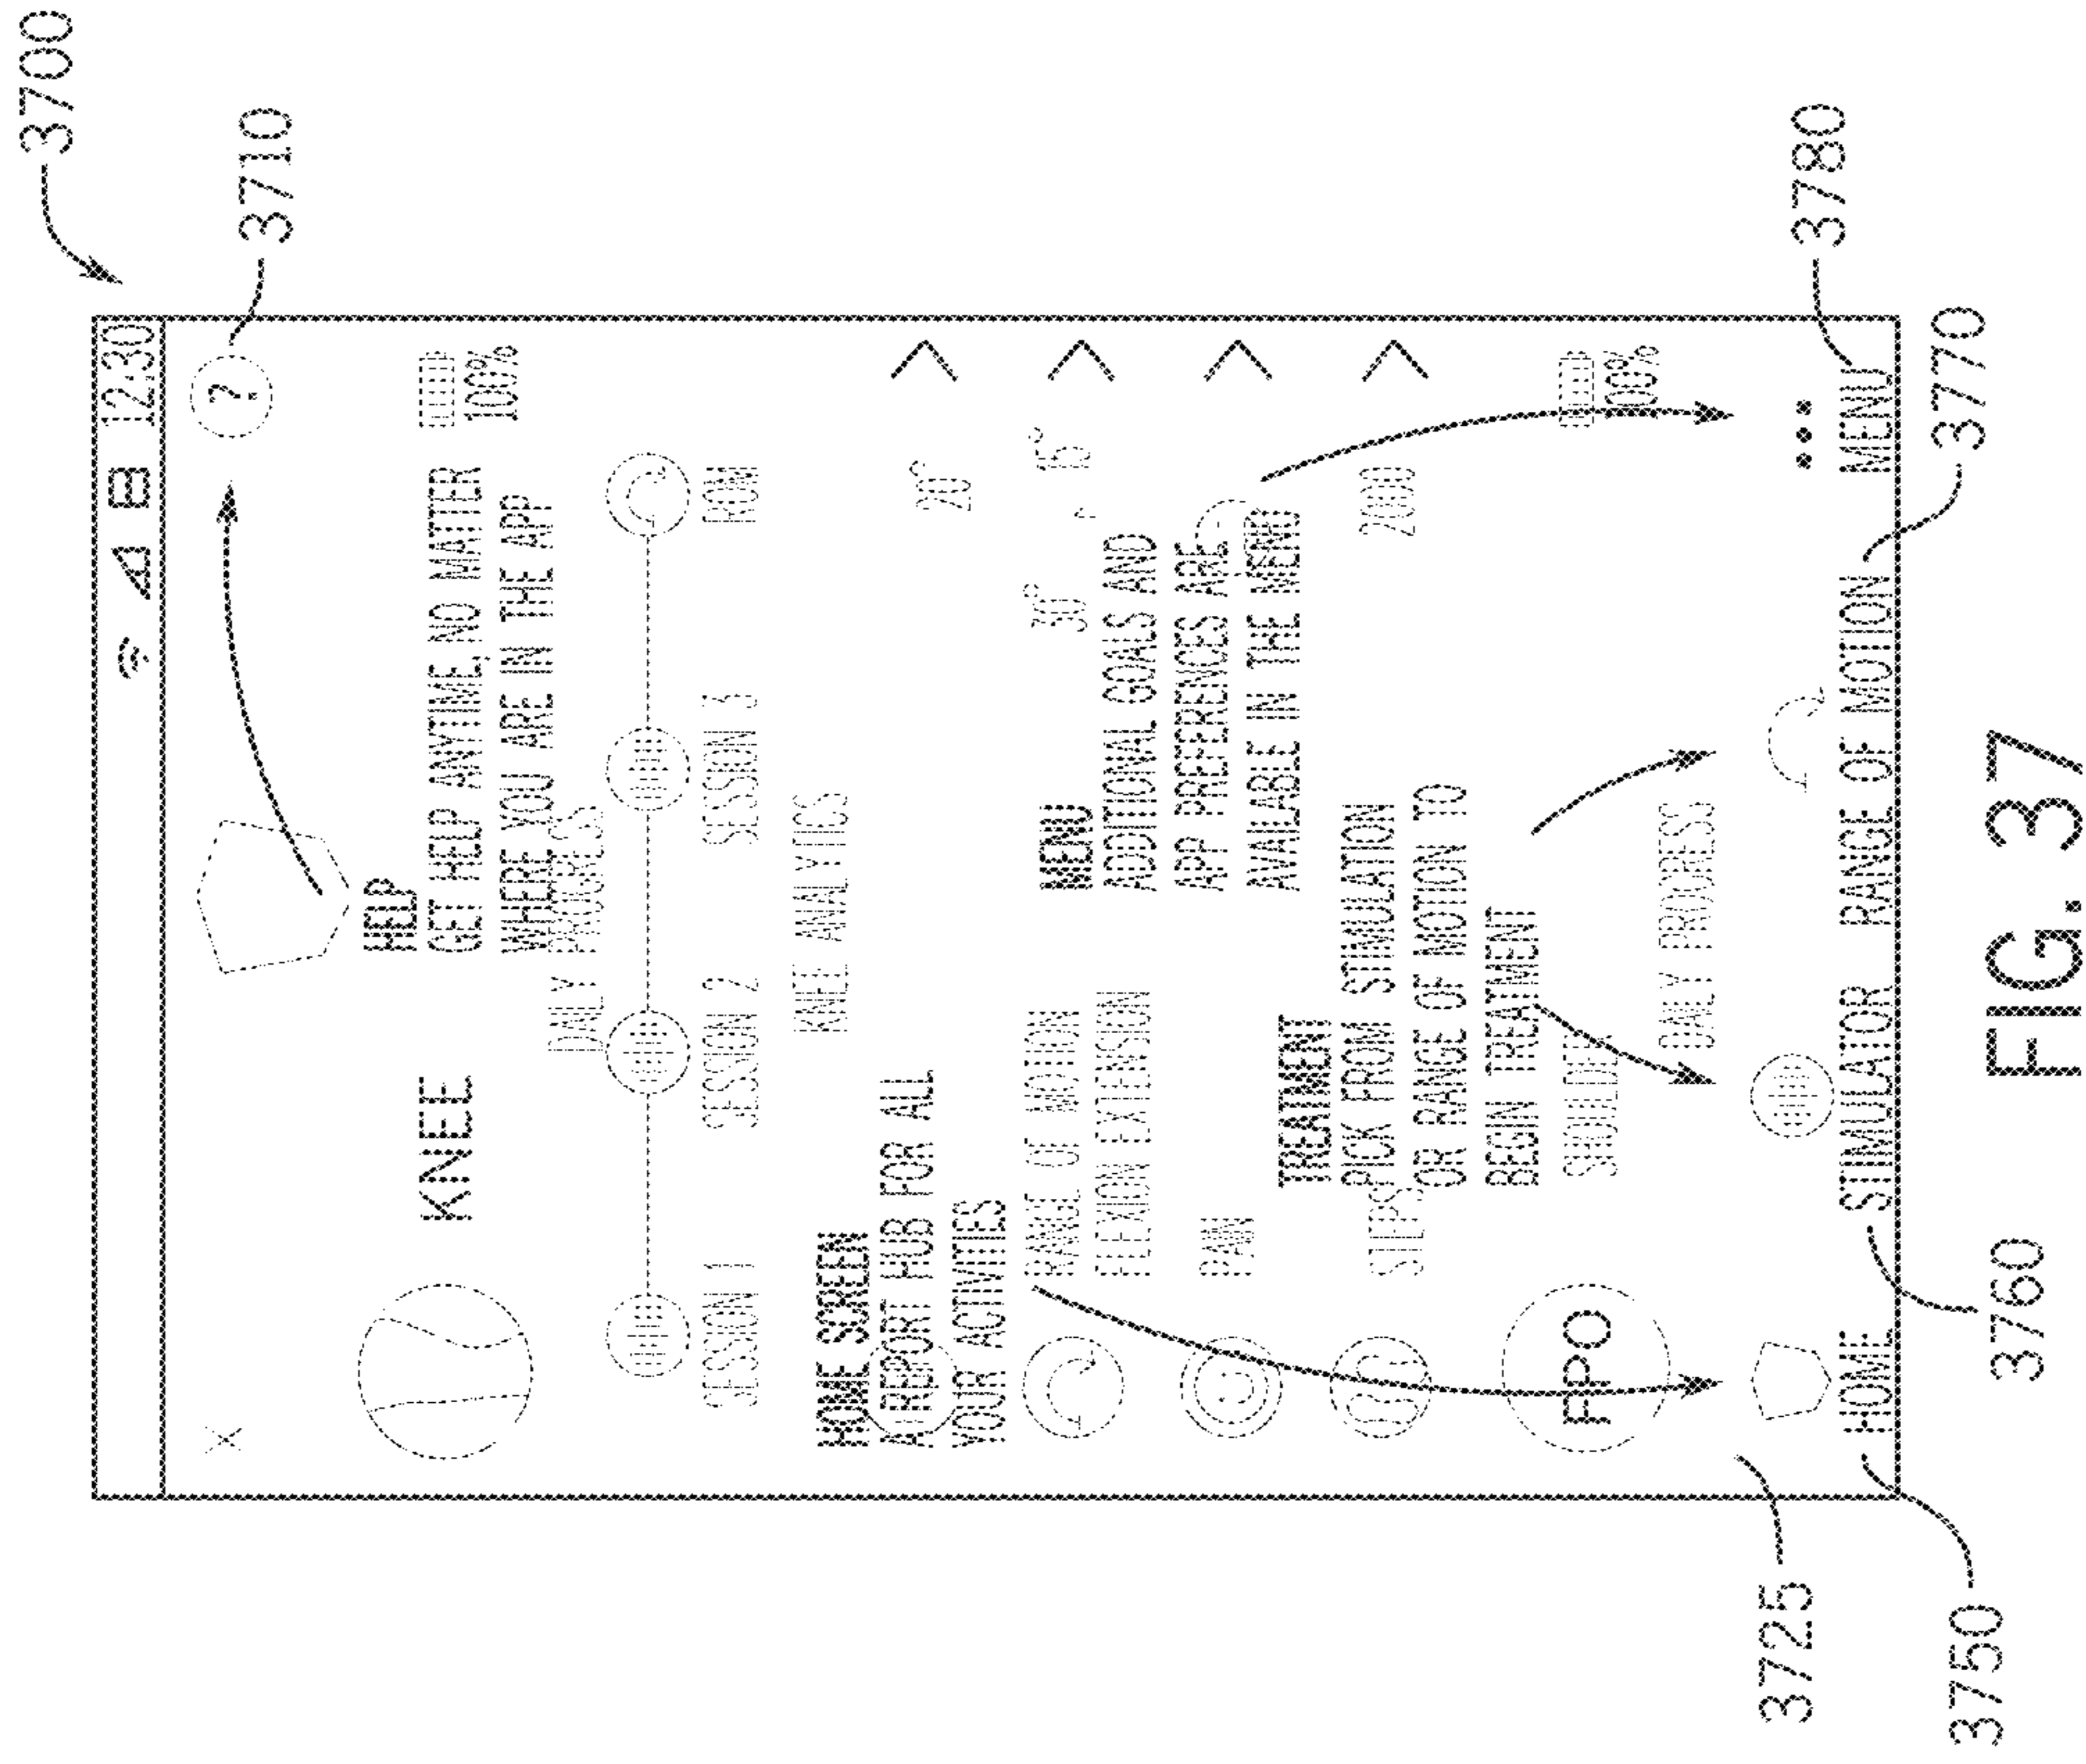 3700
12:30
3710
X
?
HELP
KNEE
100%
GET HELP ANYTIME, NO MATTER
WHERE YOU ARE IN THE APP
DAILY PROGRESS
SESSION 1
SESSION 2
SESSION 3
ROM
KNEE ANALYTICS
HOME SCREEN
A REPORT HUB FOR ALL
YOUR ACTIVITIES
20°
RANGE OF MOTION
30°
15°
FLEXION EXTENSION
MENU
ADDITIONAL GOALS AND
APP PREFERENCES ARE
AVAILABLE IN THE MENU
PAIN
TREATMENT
PICK FROM STIMULATION
OR RANGE OF MOTION TO
BEGIN TREATMENT
STEPS
2000
FPO
SHOULDER
100%
DAILY PROGRESS
3725
HOME
STIMULATOR
RANGE OF MOTION
MENU
3780
3750
3760
3770
FIG. 37